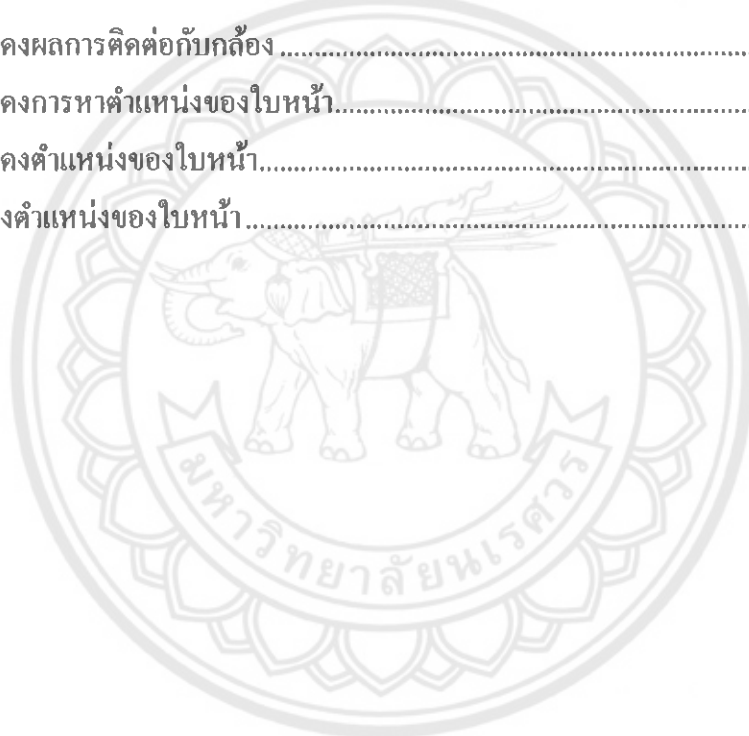 ดงผลการติดต่อกับกล้อง
ดงการหาตำแหน่งของใบหน้า
ดงตำแหน่งของใบหน้า
งตำแหน่งของใบหน้า
มหาวิทยาลัยนเรศวร